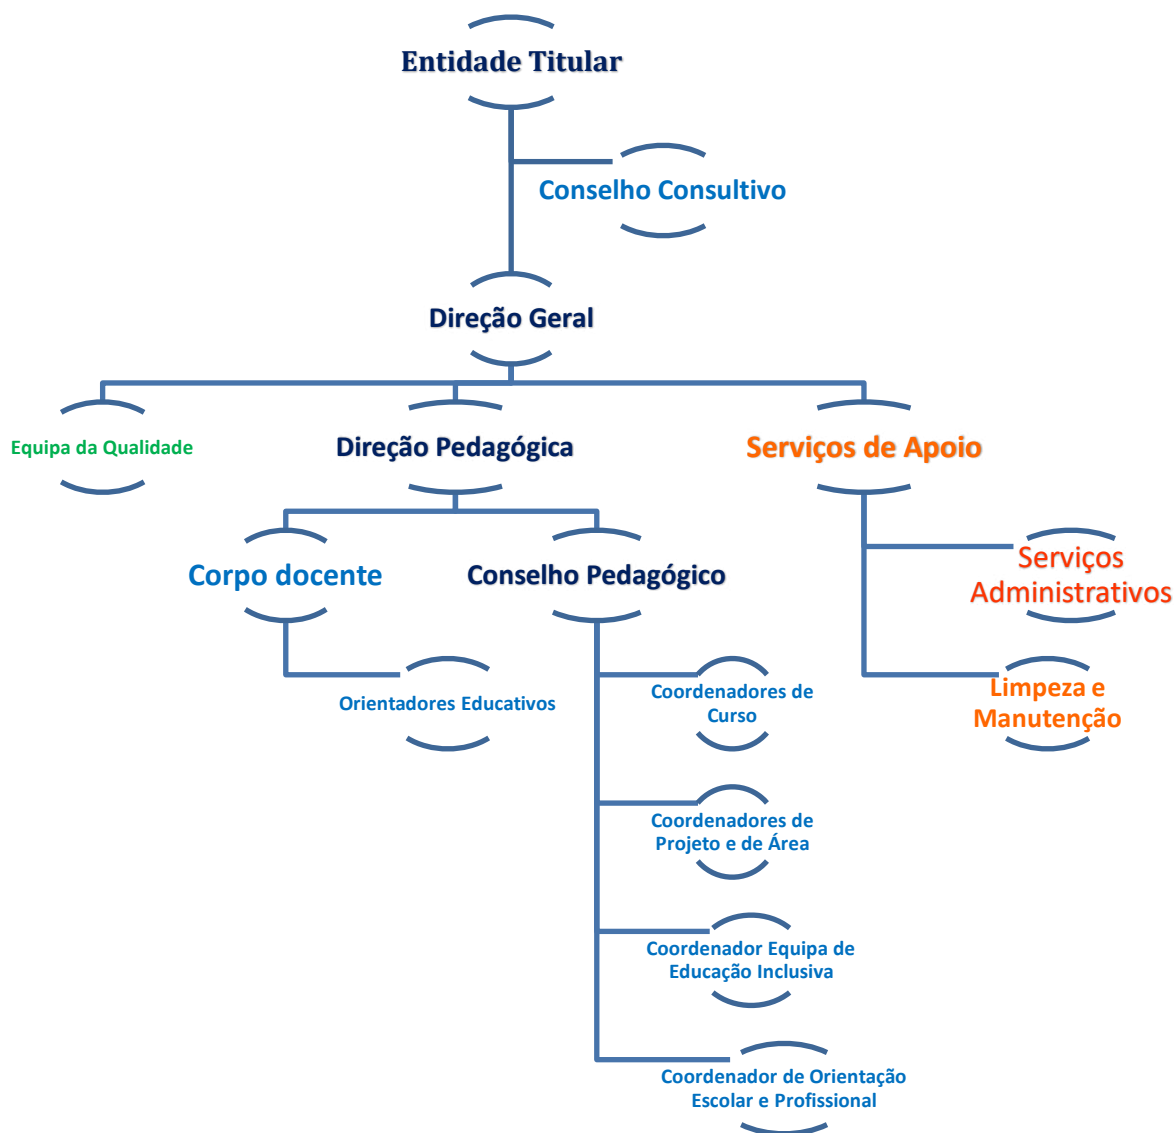 Entidade Titular
Conselho Consultivo
Direção Geral
Equipa da Qualidade
Direção Pedagógica
Serviços de Apoio
Corpo docente
Conselho Pedagógico
Serviços
Administrativos
Orientadores Educativos
Coordenadores de
Curso
Limpeza e
Manutenção
Coordenadores de
Projeto e de Área
Coordenador Equipa de
Educação Inclusiva
Coordenador de Orientação
Escolar e Profissional